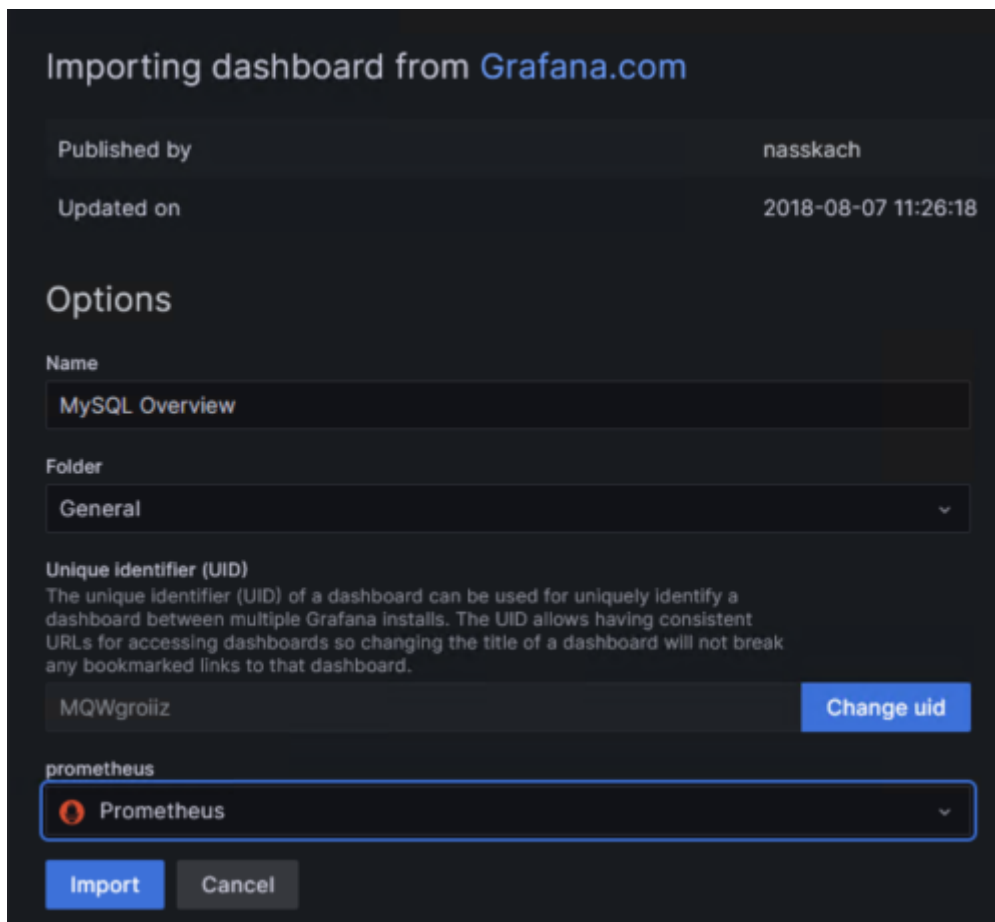 Importing dashboard from Grafana.com
Published by nasskach
Updated on 2018-08-07 11:26:18
Options
Name
MySQL Overview
Folder
General
Unique identifier (UID)
The unique identifier (UID) of a dashboard can be used for uniquely identify a
dashboard between multiple Grafana installs. The UID allows having consistent
URLs for accessing dashboards so changing the title of a dashboard will not break
any bookmarked links to that dashboard.
MQWgroiiz Change uid
prometheus
Prometheus
Import Cancel